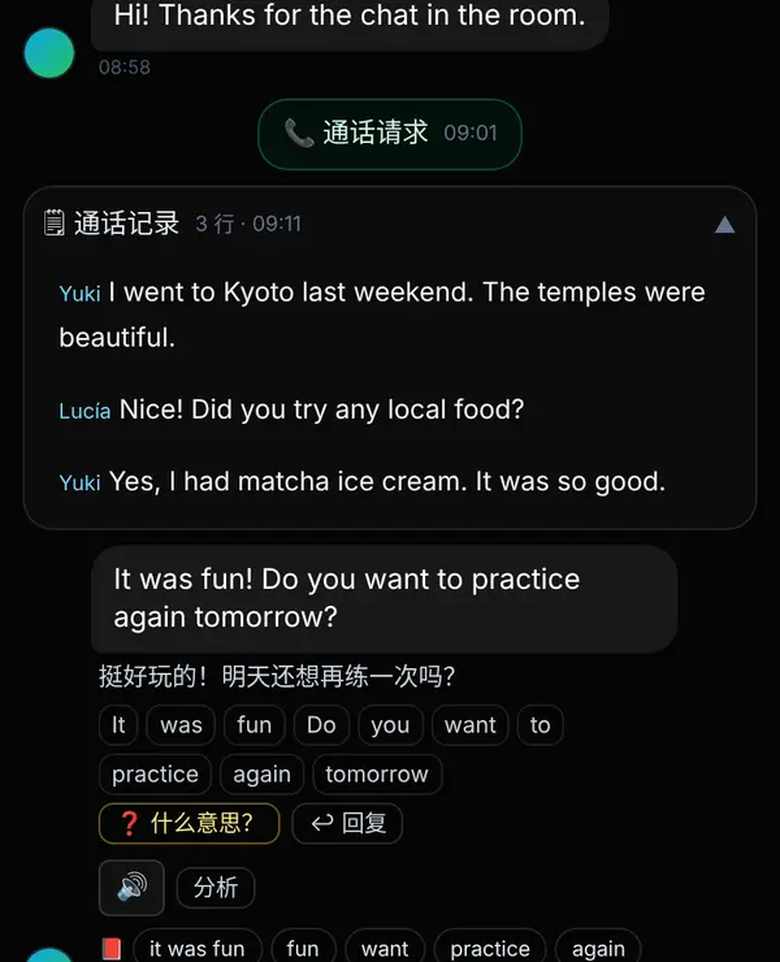 Hi! Thanks for the chat in the room.
08:58
通话请求 09:01
通话记录 3 行 · 09:11
Yuki I went to Kyoto last weekend. The temples were
beautiful.
Lucía Nice! Did you try any local food?
Yuki Yes, I had matcha ice cream. It was so good.
It was fun! Do you want to practice
again tomorrow?
挺好玩的！明天还想再练一次吗？
It was fun Do you want to
practice again tomorrow
❓ 什么意思？ ↩ 回复
分析
it was fun fun want practice again